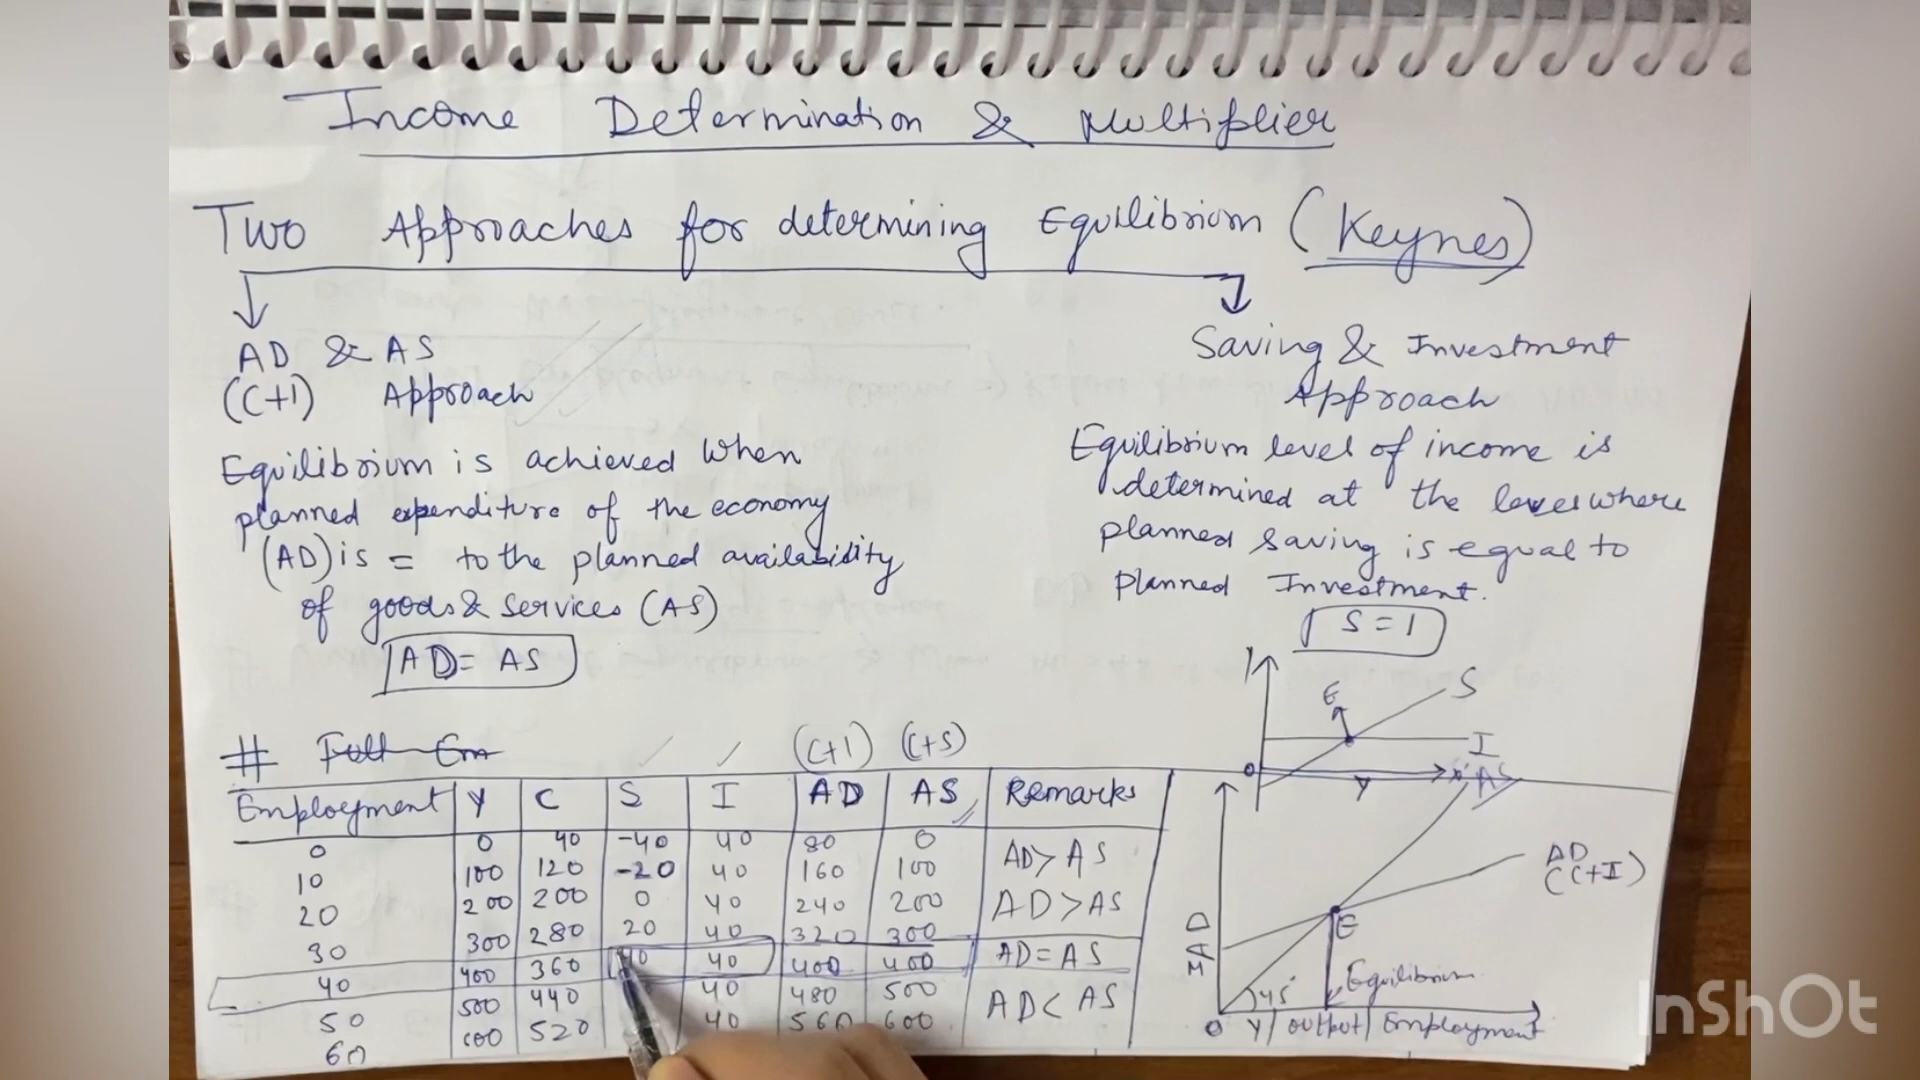 Income Determination & Multiplier
Two Approaches for determining Equilibrium (Keynes)
AD & AS
(C+I) Approach
Equilibrium is achieved when
planned expenditure of the economy
(AD) is = to the planned availability
of goods & services (AS)
AD = AS
Saving & Investment
Approach
Equilibrium level of income is
determined at the level where
planned saving is equal to
planned Investment.
S = I
Y
E
S
I
O
Y
X
# Full Em
(C+I) (C+S)
Employment Y C S I AD AS Remarks
0 0 40 -40 40 80 0 AD > AS
10 100 120 -20 40 160 100
20 200 200 0 40 240 200 AD > AS
30 300 280 20 40 320 300
40 400 360 40 40 400 400 AD = AS
50 500 440 40 480 500 AD < AS
60 600 520 40 560 600
AS
AD
(C+I)
AD
E
45°
Equilibrium
O Y / output / Employment
InShOt